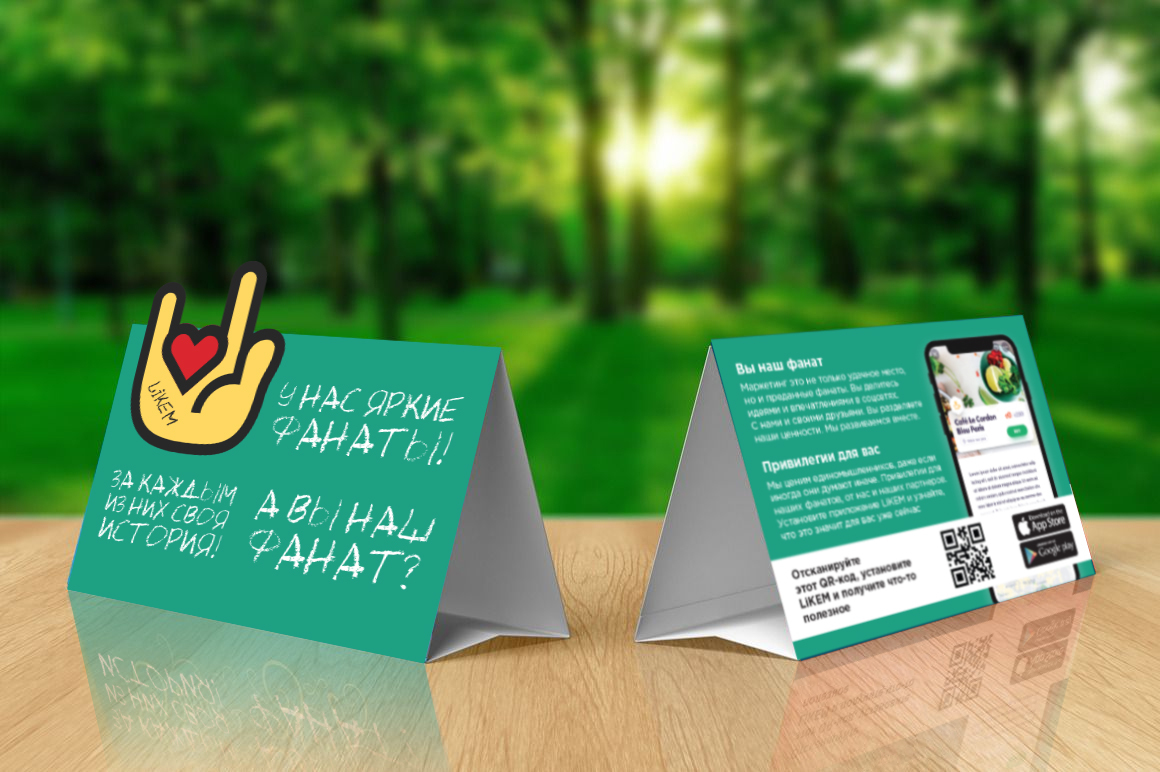 LiKEM
У НАС ЯРКИЕ
ФАНАТЫ!
ЗА КАЖДЫМ
ИЗ НИХ СВОЯ
ИСТОРИЯ!
А ВЫ НАШ
ФАНАТ?
Вы наш фанат
Маркетинг это не только удачное место,
но и преданные фанаты. Вы делитесь
идеями и впечатлениями в соцсетях.
С нами и своими друзьями. Вы разделяете
наши ценности. Мы развиваемся вместе.
Привилегии для вас
Мы ценим единомышленников, даже если
иногда они думают иначе. Привилегии для
наших фанатов, от нас и наших партнеров.
Установите приложение LiKEM и узнайте,
что это значит для вас уже сейчас
Café Le Cordon
Bleu Paris
Отсканируйте
этот QR-код, установите
LiKEM и получите что-то
полезное
Download on the
App Store
Google play